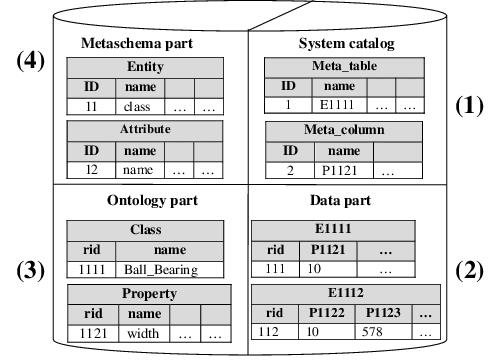 Metaschema part
System catalog
(4)
Entity
ID name
11 class ... ...
Attribute
ID name
12 name ... ...
Meta_table
ID name
1 E1111 ... ...
(1)
Meta_column
ID name
2 P1121 ...
Ontology part
Data part
(3)
Class
rid name
1111 Ball_Bearing
Property
rid name
1121 width ... ...
E1111
rid P1121 ...
111 10 ...
(2)
E1112
rid P1122 P1123 ...
112 10 578 ...